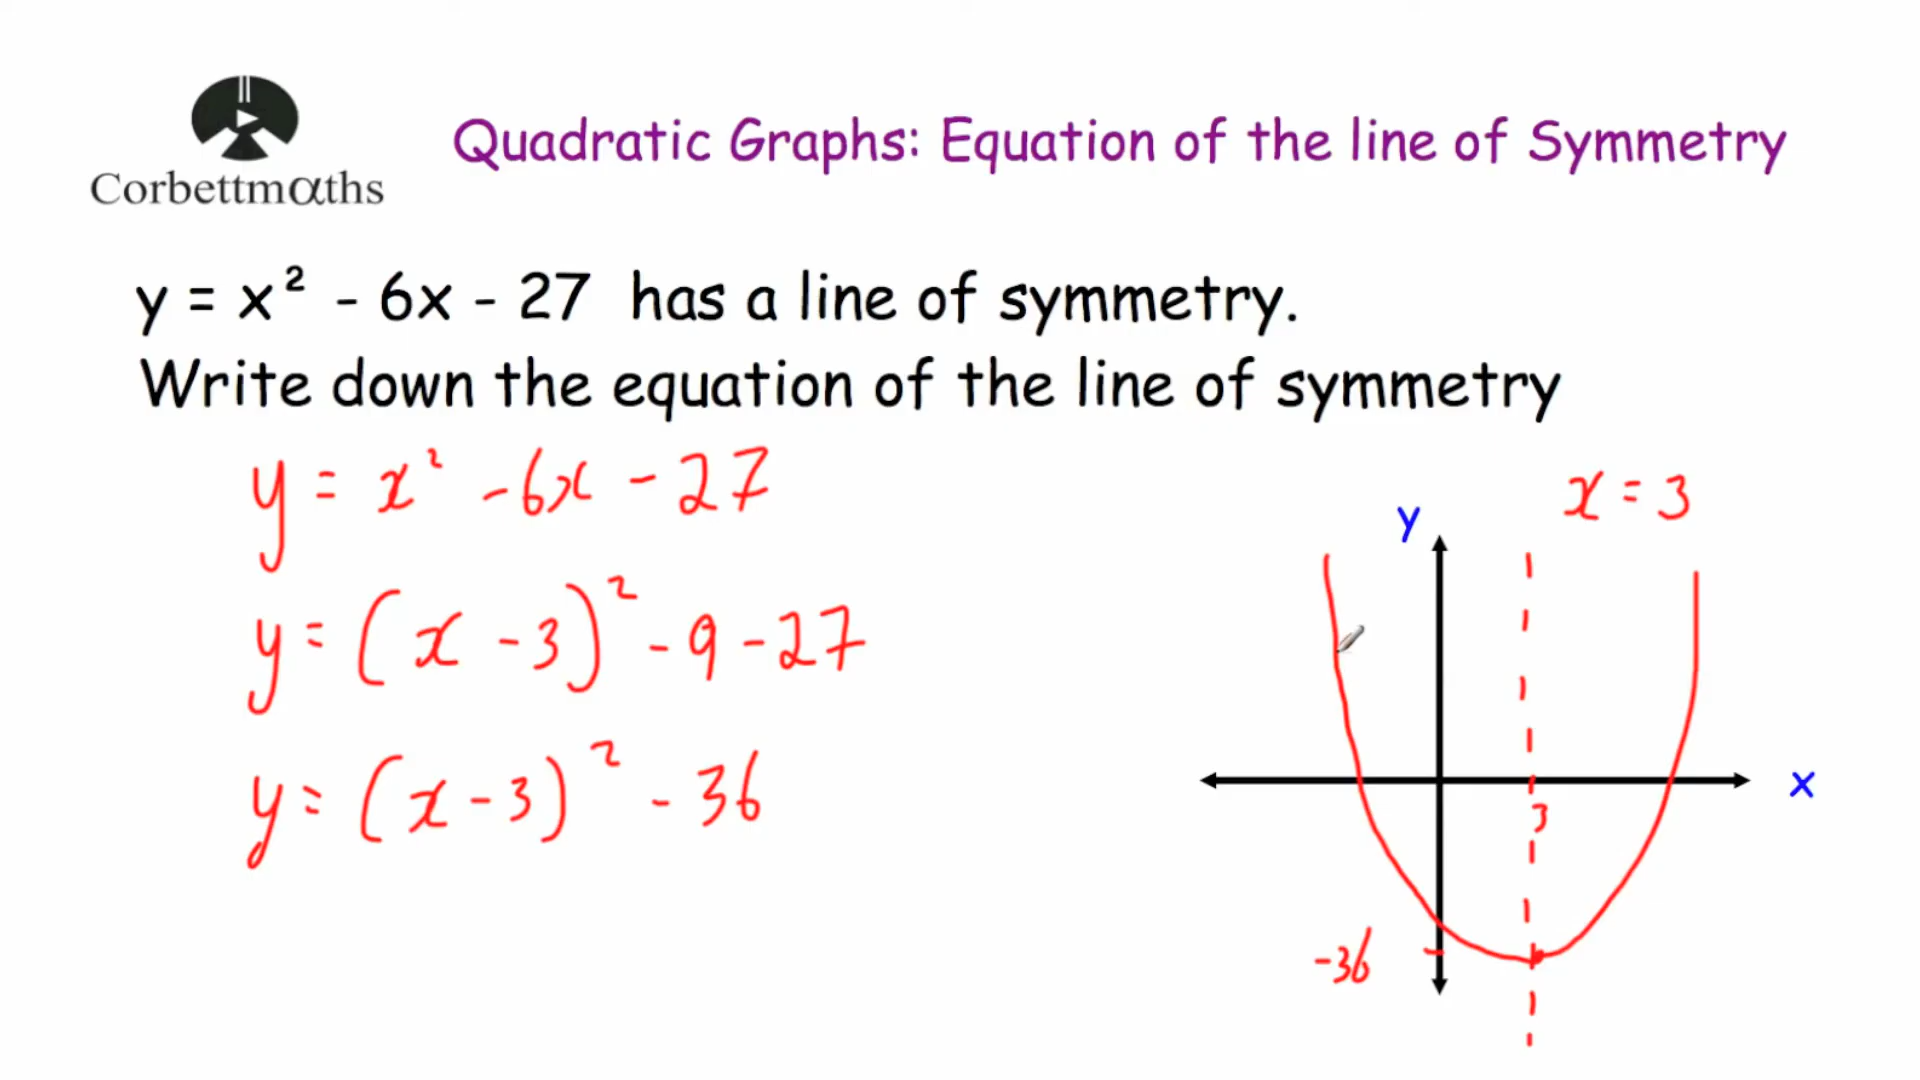 Corbettmαths
Quadratic Graphs: Equation of the line of Symmetry
y = x² - 6x - 27 has a line of symmetry.
Write down the equation of the line of symmetry
y = x² - 6x - 27
y = (x - 3)² - 9 - 27
y = (x - 3)² - 36
x = 3
y
x
3
-36